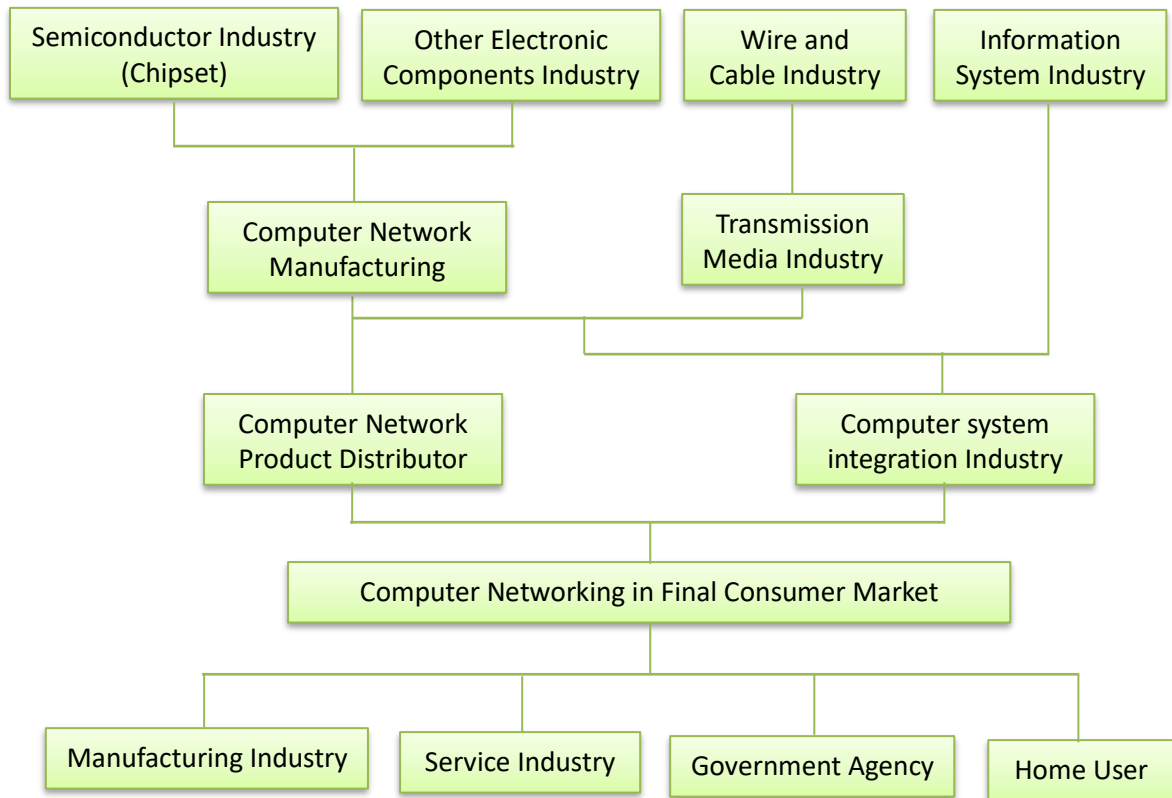 Semiconductor Industry
(Chipset)
Other Electronic
Components Industry
Wire and
Cable Industry
Information
System Industry
Computer Network
Manufacturing
Transmission
Media Industry
Computer Network
Product Distributor
Computer system
integration Industry
Computer Networking in Final Consumer Market
Manufacturing Industry
Service Industry
Government Agency
Home User